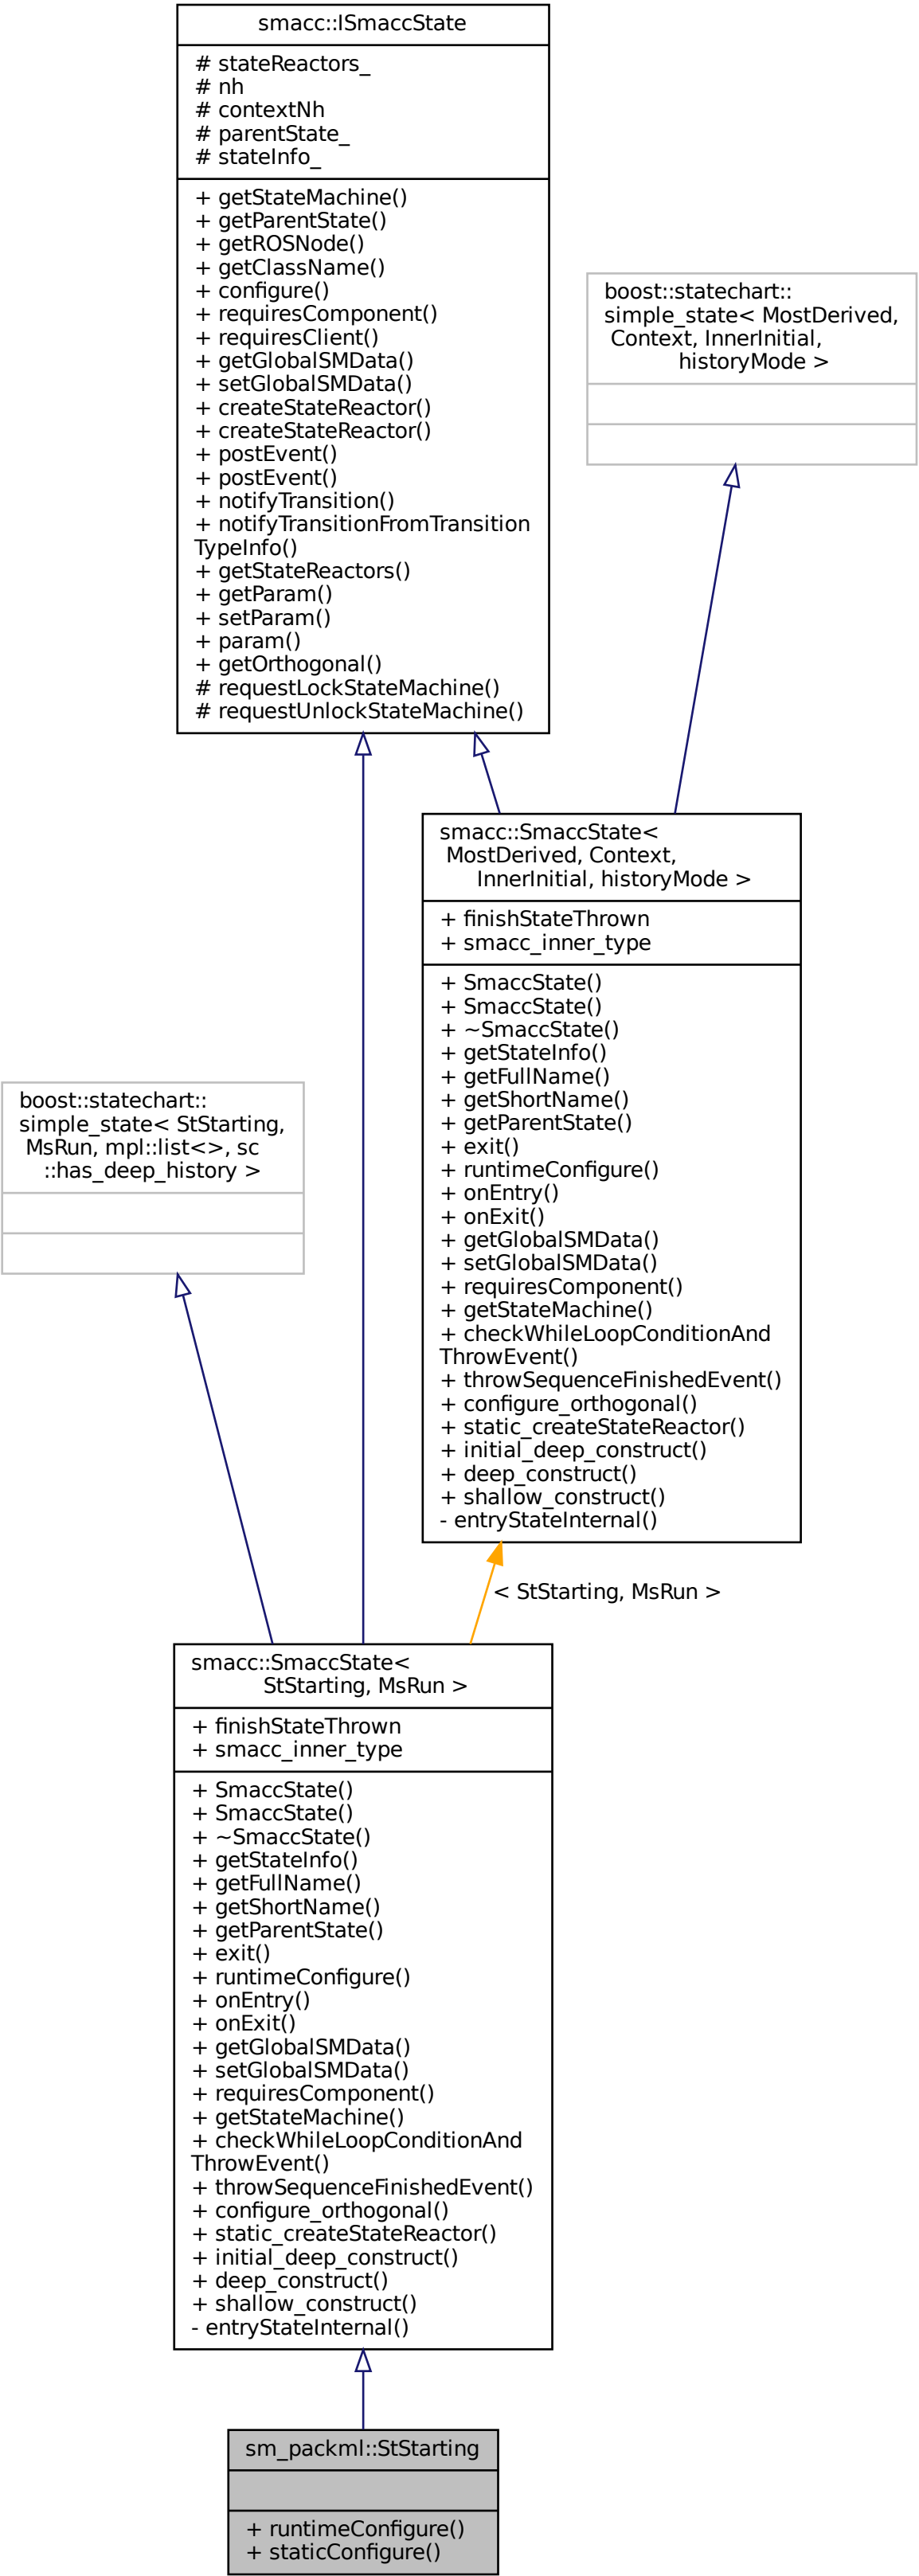 smacc::ISmaccState
# stateReactors_
# nh
# contextNh
# parentState_
# stateInfo_
+ getStateMachine()
+ getParentState()
+ getROSNode()
+ getClassName()
+ configure()
+ requiresComponent()
+ requiresClient()
+ getGlobalSMData()
+ setGlobalSMData()
+ createStateReactor()
+ createStateReactor()
+ postEvent()
+ postEvent()
+ notifyTransition()
+ notifyTransitionFromTransition
TypeInfo()
+ getStateReactors()
+ getParam()
+ setParam()
+ param()
+ getOrthogonal()
# requestLockStateMachine()
# requestUnlockStateMachine()
boost::statechart::
simple_state< MostDerived,
Context, InnerInitial,
historyMode >
smacc::SmaccState<
MostDerived, Context,
InnerInitial, historyMode >
+ finishStateThrown
+ smacc_inner_type
+ SmaccState()
+ SmaccState()
+ ~SmaccState()
+ getStateInfo()
+ getFullName()
+ getShortName()
+ getParentState()
+ exit()
+ runtimeConfigure()
+ onEntry()
+ onExit()
+ getGlobalSMData()
+ setGlobalSMData()
+ requiresComponent()
+ getStateMachine()
+ checkWhileLoopConditionAnd
ThrowEvent()
+ throwSequenceFinishedEvent()
+ configure_orthogonal()
+ static_createStateReactor()
+ initial_deep_construct()
+ deep_construct()
+ shallow_construct()
- entryStateInternal()
boost::statechart::
simple_state< StStarting,
MsRun, mpl::list<>, sc
::has_deep_history >
< StStarting, MsRun >
smacc::SmaccState<
StStarting, MsRun >
+ finishStateThrown
+ smacc_inner_type
+ SmaccState()
+ SmaccState()
+ ~SmaccState()
+ getStateInfo()
+ getFullName()
+ getShortName()
+ getParentState()
+ exit()
+ runtimeConfigure()
+ onEntry()
+ onExit()
+ getGlobalSMData()
+ setGlobalSMData()
+ requiresComponent()
+ getStateMachine()
+ checkWhileLoopConditionAnd
ThrowEvent()
+ throwSequenceFinishedEvent()
+ configure_orthogonal()
+ static_createStateReactor()
+ initial_deep_construct()
+ deep_construct()
+ shallow_construct()
- entryStateInternal()
sm_packml::StStarting
+ runtimeConfigure()
+ staticConfigure()